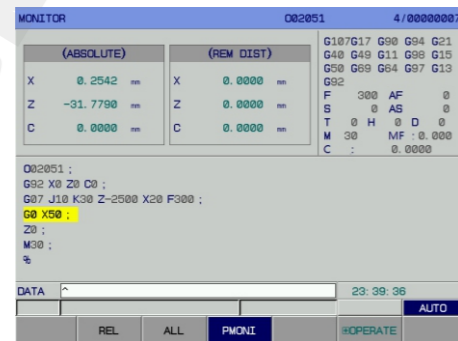 MONITOR O02051 4/00000007
(ABSOLUTE) (REM DIST)
X 0.2542 mm X 0.0000 mm
Z -31.7790 mm Z 0.0000 mm
C 0.0000 mm C 0.0000 mm
G107G17 G90 G94 G21
G40 G49 G11 G98 G15
G50 G69 G64 G97 G13
G92
F 300 AF 0
S 0 AS 0
T 0 H 0 D 0
M 30 MF :0.000
C : 0.0000
O02051 ;
G92 X0 Z0 C0 ;
G07 J10 K30 Z-2500 X20 F300 ;
G0 X50 ;
Z0 ;
M30 ;
%
DATA ^
23:39:36
AUTO
REL ALL PMONI ※OPERATE